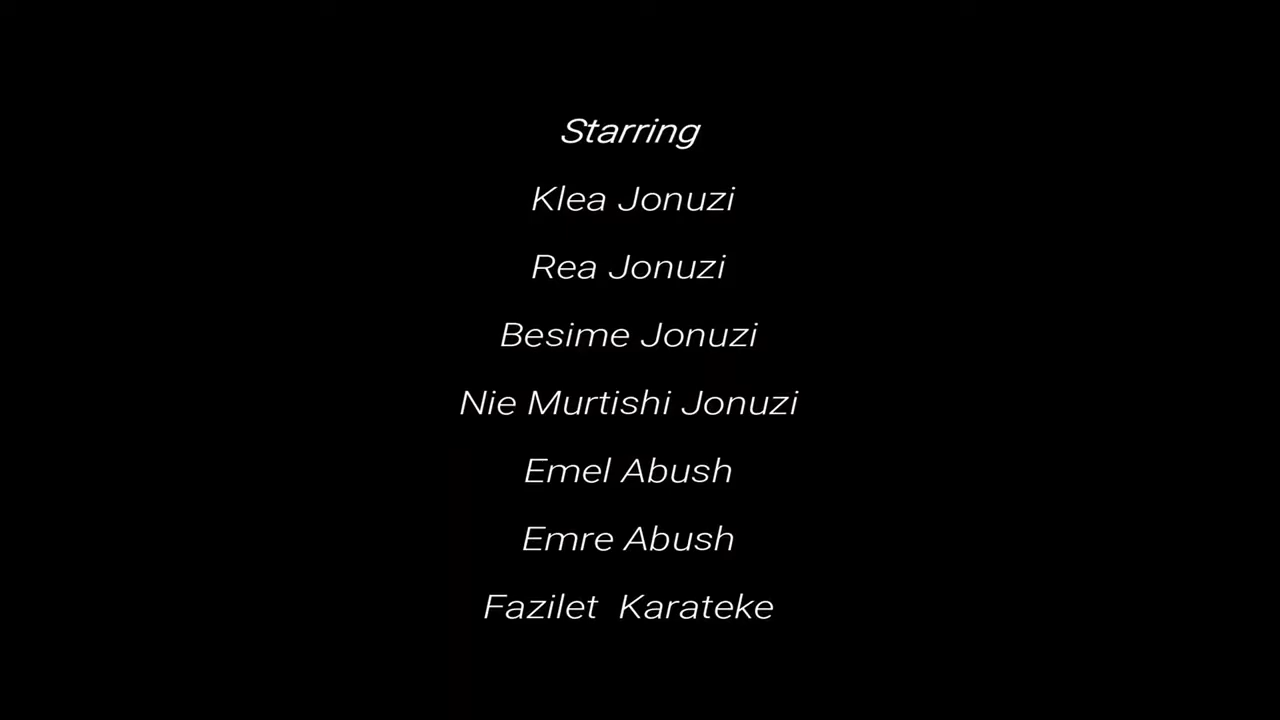 Starring
Klea Jonuzi
Rea Jonuzi
Besime Jonuzi
Nie Murtishi Jonuzi
Emel Abush
Emre Abush
Fazilet  Karateke